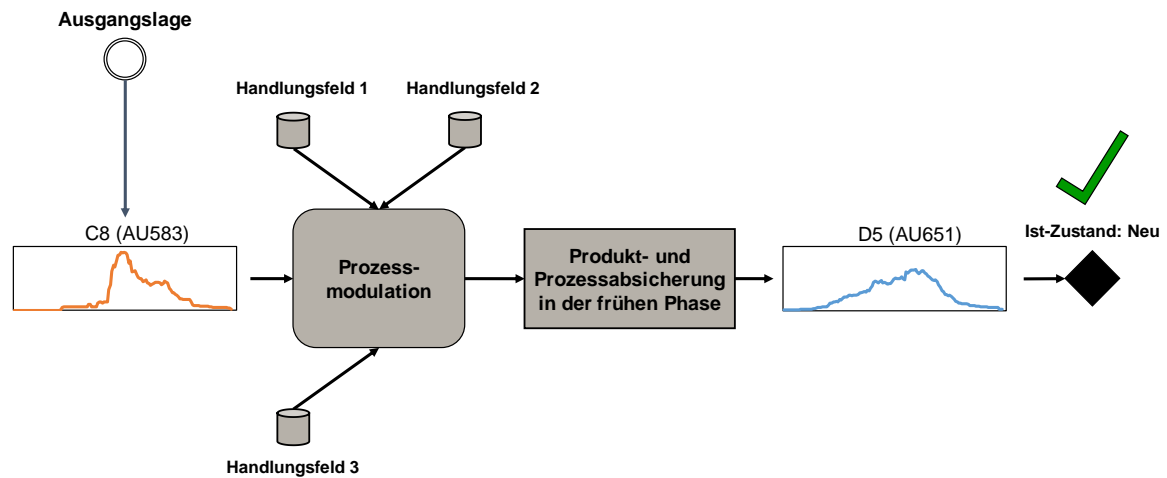 Ausgangslage
Handlungsfeld 1
Handlungsfeld 2
C8 (AU583)
Prozess-
modulation
Produkt- und
Prozessabsicherung
in der frühen Phase
D5 (AU651)
Ist-Zustand: Neu
Handlungsfeld 3